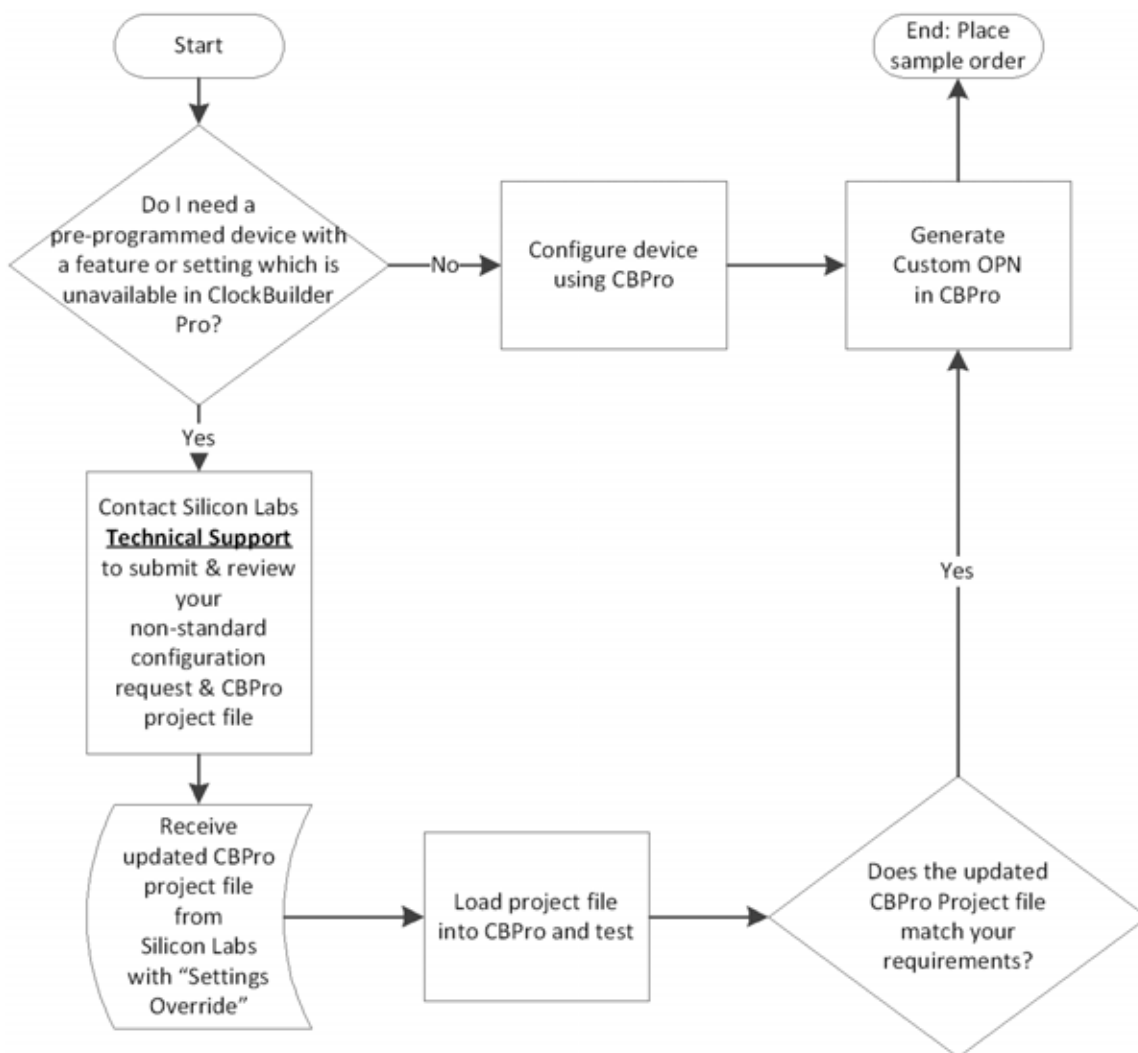 Start
End: Place
sample order
Do I need a
pre-programmed device with
a feature or setting which is
unavailable in ClockBuilder
Pro?
No
Configure device
using CBPro
Generate
Custom OPN
in CBPro
Yes
Contact Silicon Labs
Technical Support
to submit & review
your
non-standard
configuration
request & CBPro
project file
Yes
Receive
updated CBPro
project file
from
Silicon Labs
with “Settings
Override”
Load project file
into CBPro and test
Does the updated
CBPro Project file
match your
requirements?